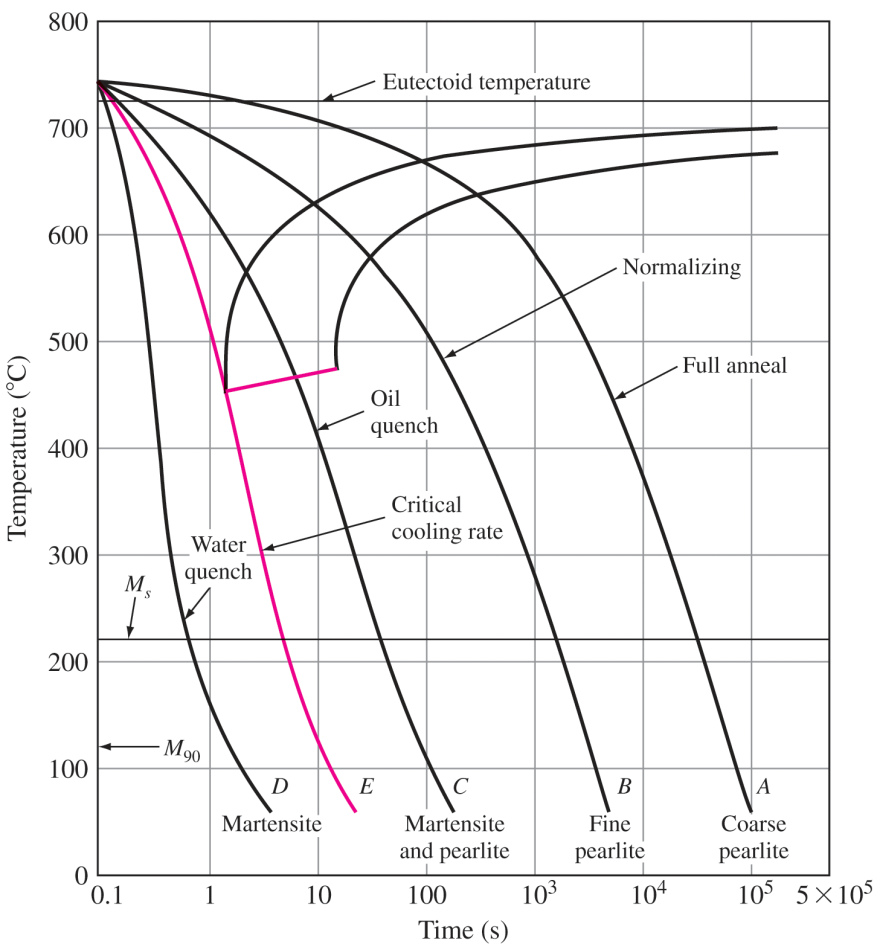 800
Eutectoid temperature
700
600
Normalizing
500
Full anneal
Oil
quench
400
Critical
cooling rate
Water
quench
300
Mₛ
200
M₉₀
100
D
E
C
B
A
Martensite
Martensite
and pearlite
Fine
pearlite
Coarse
pearlite
0
0.1
1
10
100
10³
10⁴
10⁵
5 × 10⁵
Time (s)
Temperature (°C)